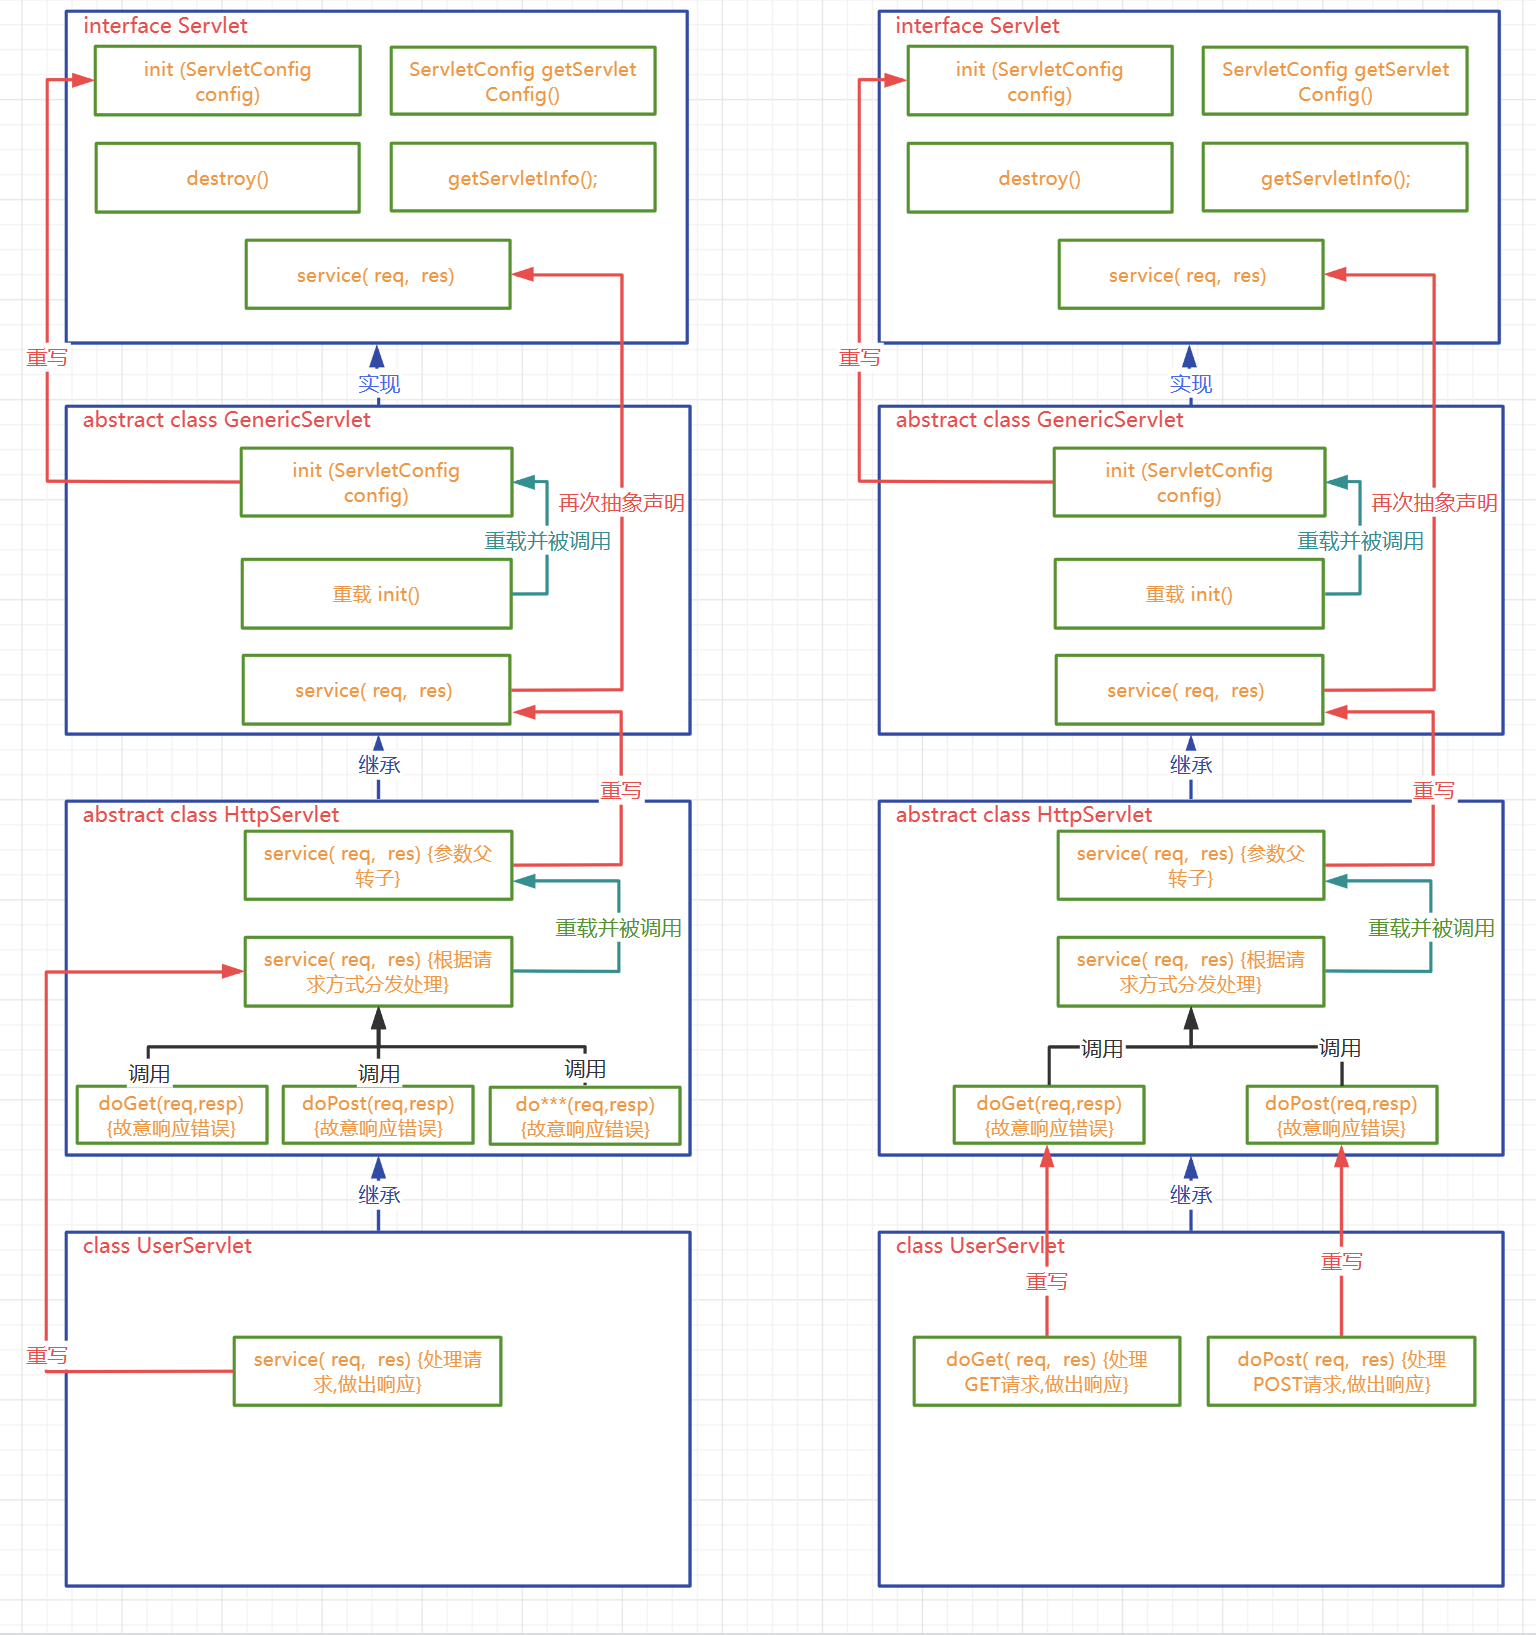 interface Servlet
init (ServletConfig
config)
ServletConfig getServlet
Config()
destroy()
getServletInfo();
service( req,  res)
重写
实现
abstract class GenericServlet
init (ServletConfig
config)
再次抽象声明
重载并被调用
重载 init()
service( req,  res)
继承
重写
abstract class HttpServlet
service( req,  res) {参数父
转子}
重载并被调用
service( req,  res) {根据请
求方式分发处理}
调用
调用
调用
doGet(req,resp)
{故意响应错误}
doPost(req,resp)
{故意响应错误}
do***(req,resp)
{故意响应错误}
继承
class UserServlet
重写
service( req,  res) {处理请
求,做出响应}
interface Servlet
init (ServletConfig
config)
ServletConfig getServlet
Config()
destroy()
getServletInfo();
service( req,  res)
重写
实现
abstract class GenericServlet
init (ServletConfig
config)
再次抽象声明
重载并被调用
重载 init()
service( req,  res)
继承
重写
abstract class HttpServlet
service( req,  res) {参数父
转子}
重载并被调用
service( req,  res) {根据请
求方式分发处理}
调用
调用
doGet(req,resp)
{故意响应错误}
doPost(req,resp)
{故意响应错误}
继承
class UserServlet
重写
重写
doGet( req,  res) {处理
GET请求,做出响应}
doPost( req,  res) {处理
POST请求,做出响应}